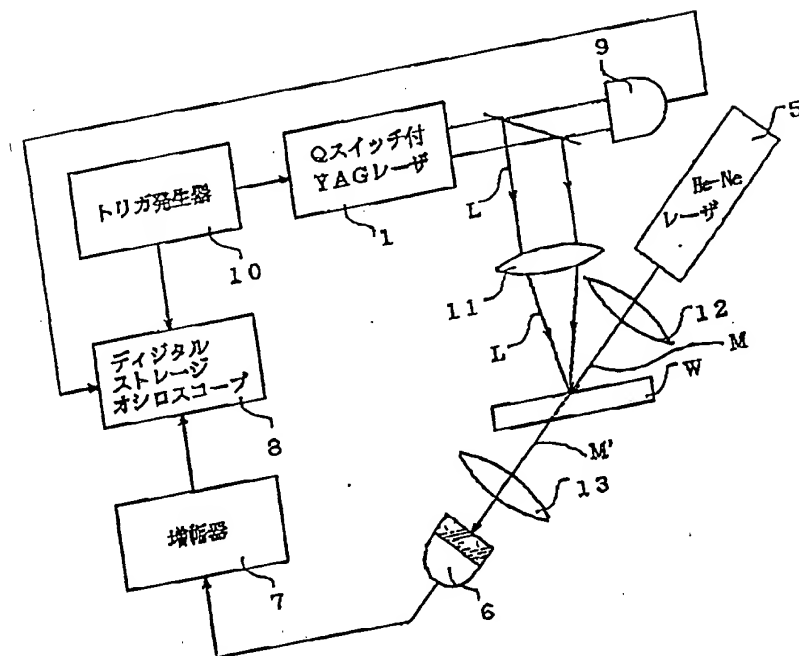 9
5
Qスイッチ付
YAGレーザ
He-Ne
レーザ
トリガ発生器
L
1
10
11
12
L
M
W
ディジタル
ストレージ
オシロスコープ
8
M'
13
増幅器
6
7